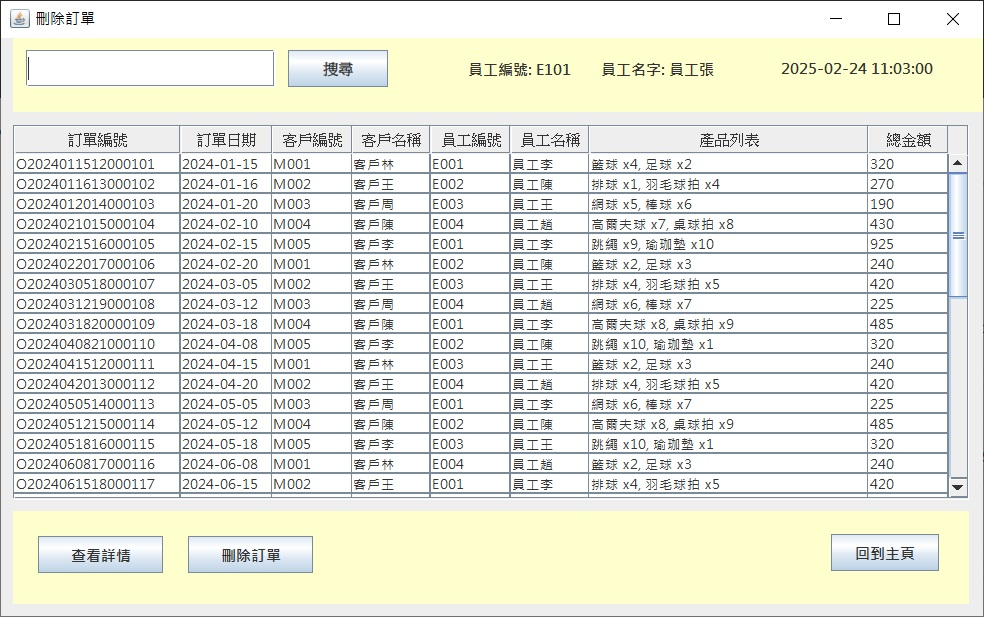 刪除訂單
搜尋 員工編號: E101 員工名字: 員工張 2025-02-24 11:03:00
訂單編號 訂單日期 客戶編號 客戶名稱 員工編號 員工名稱 產品列表 總金額
O2024011512000101 2024-01-15 M001 客戶林 E001 員工李 籃球 x4, 足球 x2 320
O2024011613000102 2024-01-16 M002 客戶王 E002 員工陳 排球 x1, 羽毛球拍 x4 270
O2024012014000103 2024-01-20 M003 客戶周 E003 員工王 網球 x5, 棒球 x6 190
O2024021015000104 2024-02-10 M004 客戶陳 E004 員工趙 高爾夫球 x7, 桌球拍 x8 430
O2024021516000105 2024-02-15 M005 客戶李 E001 員工李 跳繩 x9, 瑜珈墊 x10 925
O2024022017000106 2024-02-20 M001 客戶林 E002 員工陳 籃球 x2, 足球 x3 240
O2024030518000107 2024-03-05 M002 客戶王 E003 員工王 排球 x4, 羽毛球拍 x5 420
O2024031219000108 2024-03-12 M003 客戶周 E004 員工趙 網球 x6, 棒球 x7 225
O2024031820000109 2024-03-18 M004 客戶陳 E001 員工李 高爾夫球 x8, 桌球拍 x9 485
O2024040821000110 2024-04-08 M005 客戶李 E002 員工陳 跳繩 x10, 瑜珈墊 x1 320
O2024041512000111 2024-04-15 M001 客戶林 E003 員工王 籃球 x2, 足球 x3 240
O2024042013000112 2024-04-20 M002 客戶王 E004 員工趙 排球 x4, 羽毛球拍 x5 420
O2024050514000113 2024-05-05 M003 客戶周 E001 員工李 網球 x6, 棒球 x7 225
O2024051215000114 2024-05-12 M004 客戶陳 E002 員工陳 高爾夫球 x8, 桌球拍 x9 485
O2024051816000115 2024-05-18 M005 客戶李 E003 員工王 跳繩 x10, 瑜珈墊 x1 320
O2024060817000116 2024-06-08 M001 客戶林 E004 員工趙 籃球 x2, 足球 x3 240
O2024061518000117 2024-06-15 M002 客戶王 E001 員工李 排球 x4, 羽毛球拍 x5 420
查看詳情 刪除訂單 回到主頁